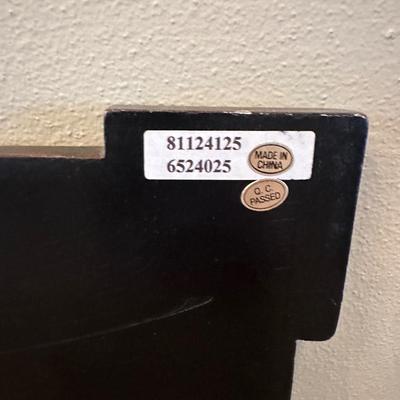 81124125
6524025
MADE IN
CHINA
Q. C.
PASSED